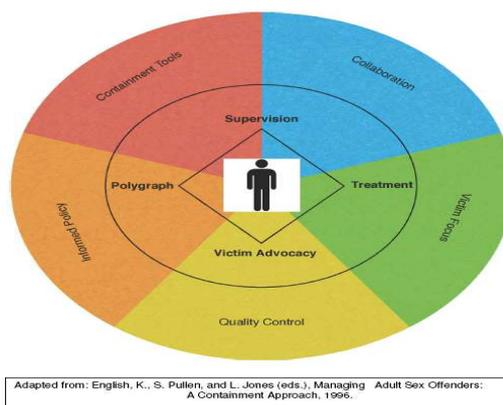 Containment Tools
Collaboration
Supervision
Polygraph
Treatment
Informed Policy
Victim Focus
Victim Advocacy
Quality Control
Adapted from: English, K., S. Pullen, and L. Jones (eds.), Managing Adult Sex Offenders:
A Containment Approach, 1996.